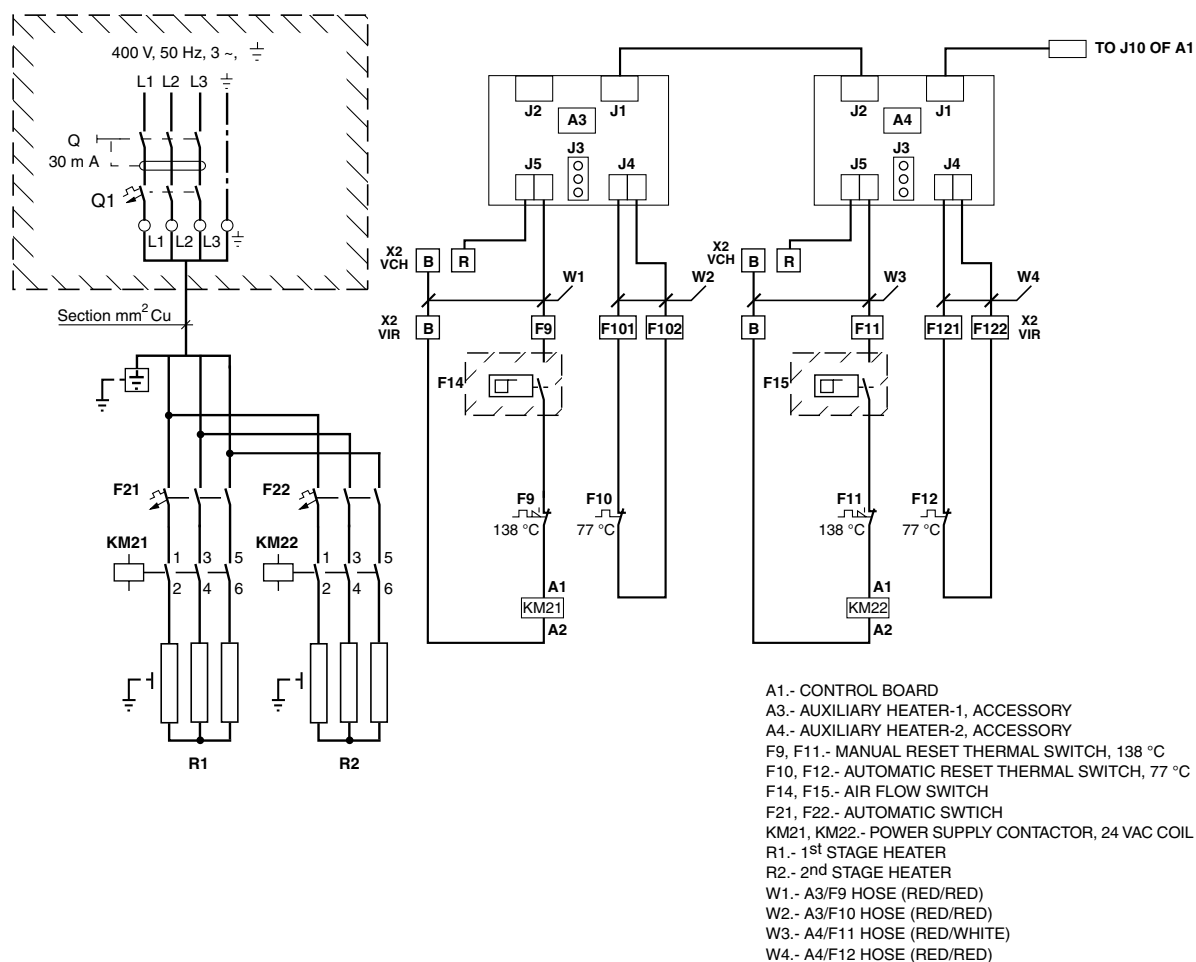 400 V, 50 Hz, 3 ~,
L1 L2 L3
Q
30 m A
Q1
L1 L2 L3
Section mm² Cu
F21
F22
KM21
1 3 5
2 4 6
KM22
1 3 5
2 4 6
R1
R2
TO J10 OF A1
J2
J1
A3
J3
J5
J4
X2
VCH
B
R
W1
W2
X2
VIR
B
F9
F101
F102
F14
F9
138 °C
F10
77 °C
A1
KM21
A2
J2
J1
A4
J3
J5
J4
X2
VCH
B
R
W3
W4
B
F11
F121
F122
X2
VIR
F15
F11
138 °C
F12
77 °C
A1
KM22
A2
A1.- CONTROL BOARD
A3.- AUXILIARY HEATER-1, ACCESSORY
A4.- AUXILIARY HEATER-2, ACCESSORY
F9, F11.- MANUAL RESET THERMAL SWITCH, 138 °C
F10, F12.- AUTOMATIC RESET THERMAL SWITCH, 77 °C
F14, F15.- AIR FLOW SWITCH
F21, F22.- AUTOMATIC SWTICH
KM21, KM22.- POWER SUPPLY CONTACTOR, 24 VAC COIL
R1.- 1st STAGE HEATER
R2.- 2nd STAGE HEATER
W1.- A3/F9 HOSE (RED/RED)
W2.- A3/F10 HOSE (RED/RED)
W3.- A4/F11 HOSE (RED/WHITE)
W4.- A4/F12 HOSE (RED/RED)